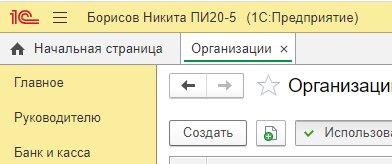 1С Борисов Никита ПИ20-5 (1С:Предприятие)
Начальная страница Организации ×
Главное
Организаци
Руководителю
Создать Использова
Банк и касса